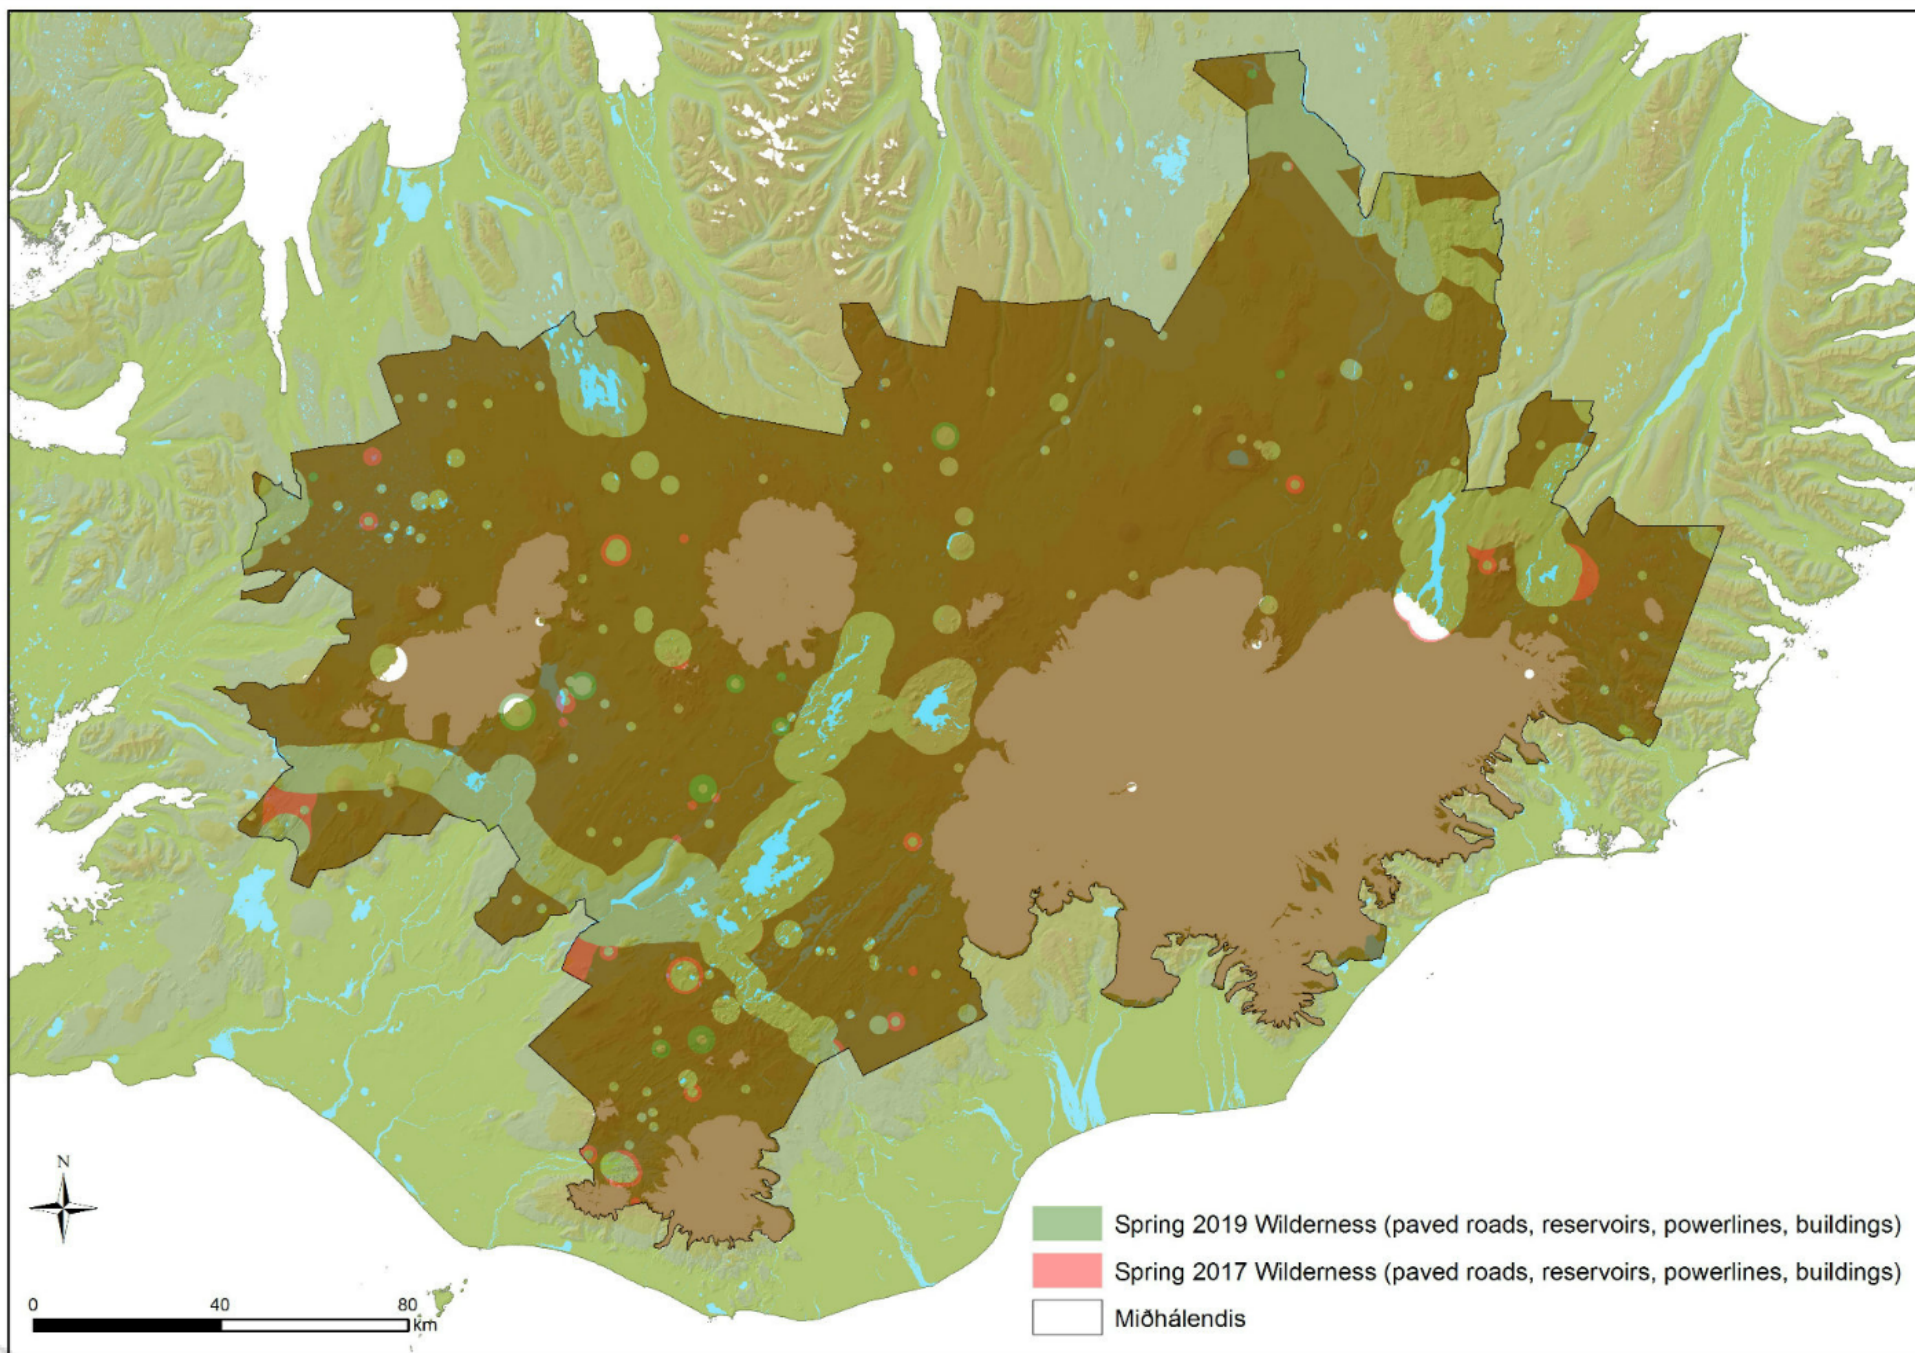 N
0 40 80
km
Spring 2019 Wilderness (paved roads, reservoirs, powerlines, buildings)
Spring 2017 Wilderness (paved roads, reservoirs, powerlines, buildings)
Miðhálendis